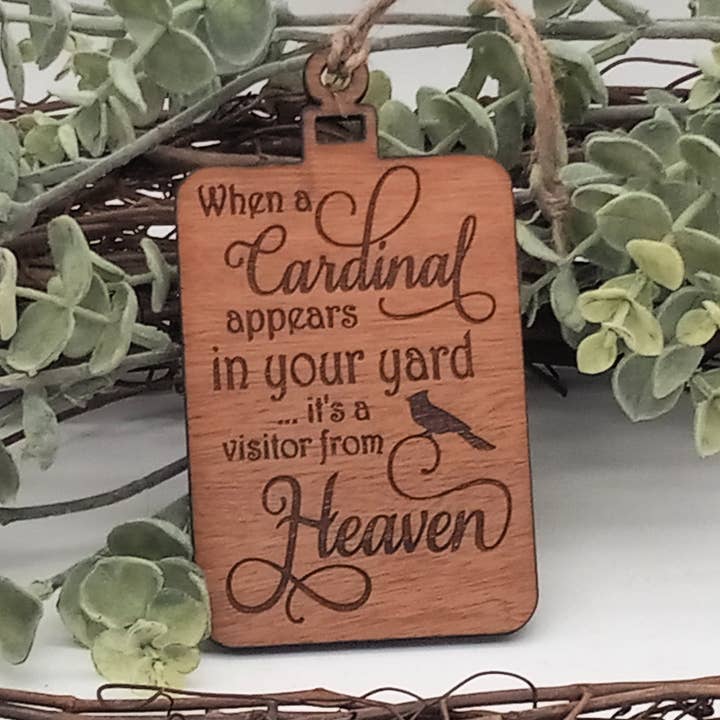 When a
Cardinal
appears
in your yard
... it's a
visitor from
Heaven